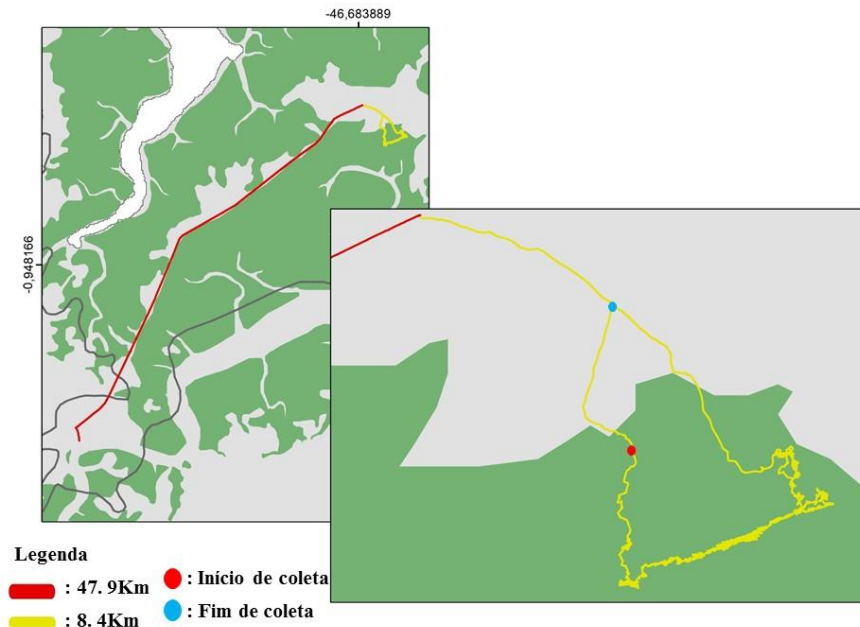 -46,683889
-0,948166
Legenda
: 47. 9Km
: 8. 4Km
: Início de coleta
: Fim de coleta